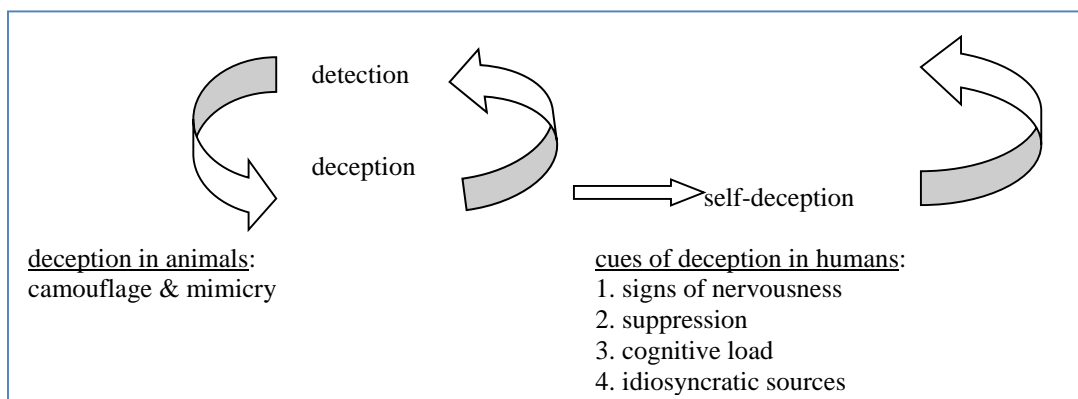 detection
deception
self-deception
deception in animals:
camouflage & mimicry
cues of deception in humans:
1. signs of nervousness
2. suppression
3. cognitive load
4. idiosyncratic sources